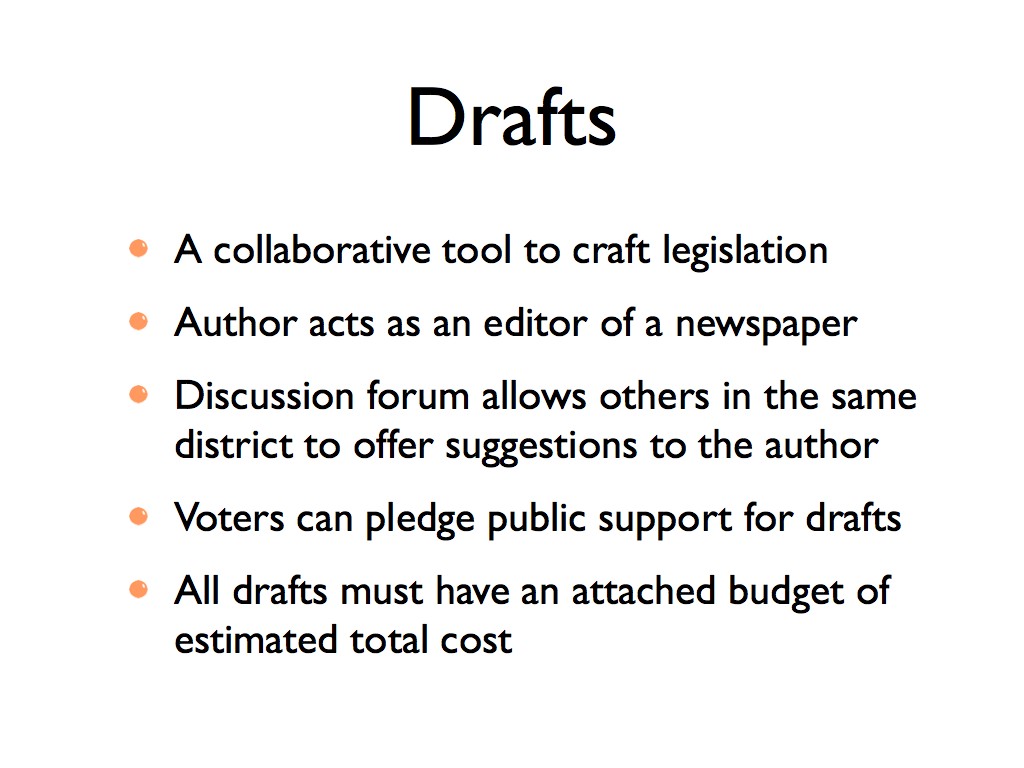 Drafts
A collaborative tool to craft legislation
Author acts as an editor of a newspaper
Discussion forum allows others in the same
district to offer suggestions to the author
Voters can pledge public support for drafts
All drafts must have an attached budget of
estimated total cost